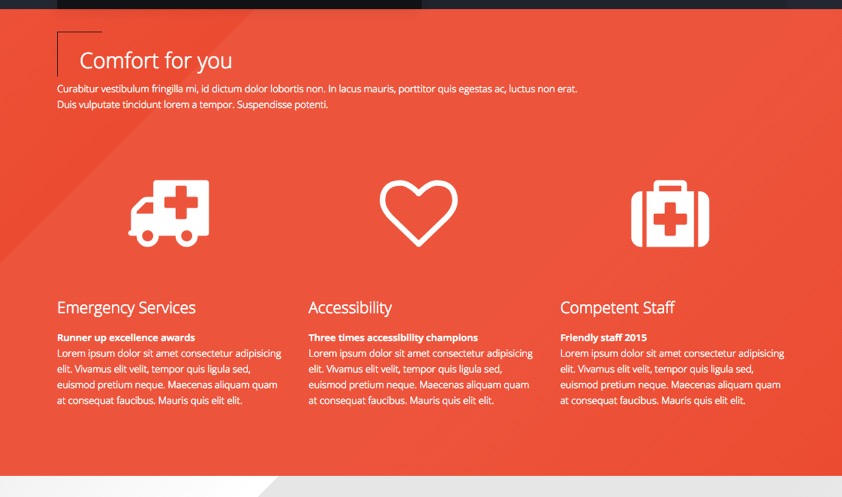 Comfort for you
Curabitur vestibulum fringilla mi, id dictum dolor lobortis non. In lacus mauris, porttitor quis egestas ac, luctus non erat.
Duis vulputate tincidunt lorem a tempor. Suspendisse potenti.
Emergency Services
Runner up excellence awards
Lorem ipsum dolor sit amet consectetur adipisicing
elit. Vivamus elit velit, tempor quis ligula sed,
euismod pretium neque. Maecenas aliquam quam
at consequat faucibus. Mauris quis elit elit.
Accessibility
Three times accessibility champions
Lorem ipsum dolor sit amet consectetur adipisicing
elit. Vivamus elit velit, tempor quis ligula sed,
euismod pretium neque. Maecenas aliquam quam
at consequat faucibus. Mauris quis elit elit.
Competent Staff
Friendly staff 2015
Lorem ipsum dolor sit amet consectetur adipisicing
elit. Vivamus elit velit, tempor quis ligula sed,
euismod pretium neque. Maecenas aliquam quam
at consequat faucibus. Mauris quis elit elit.